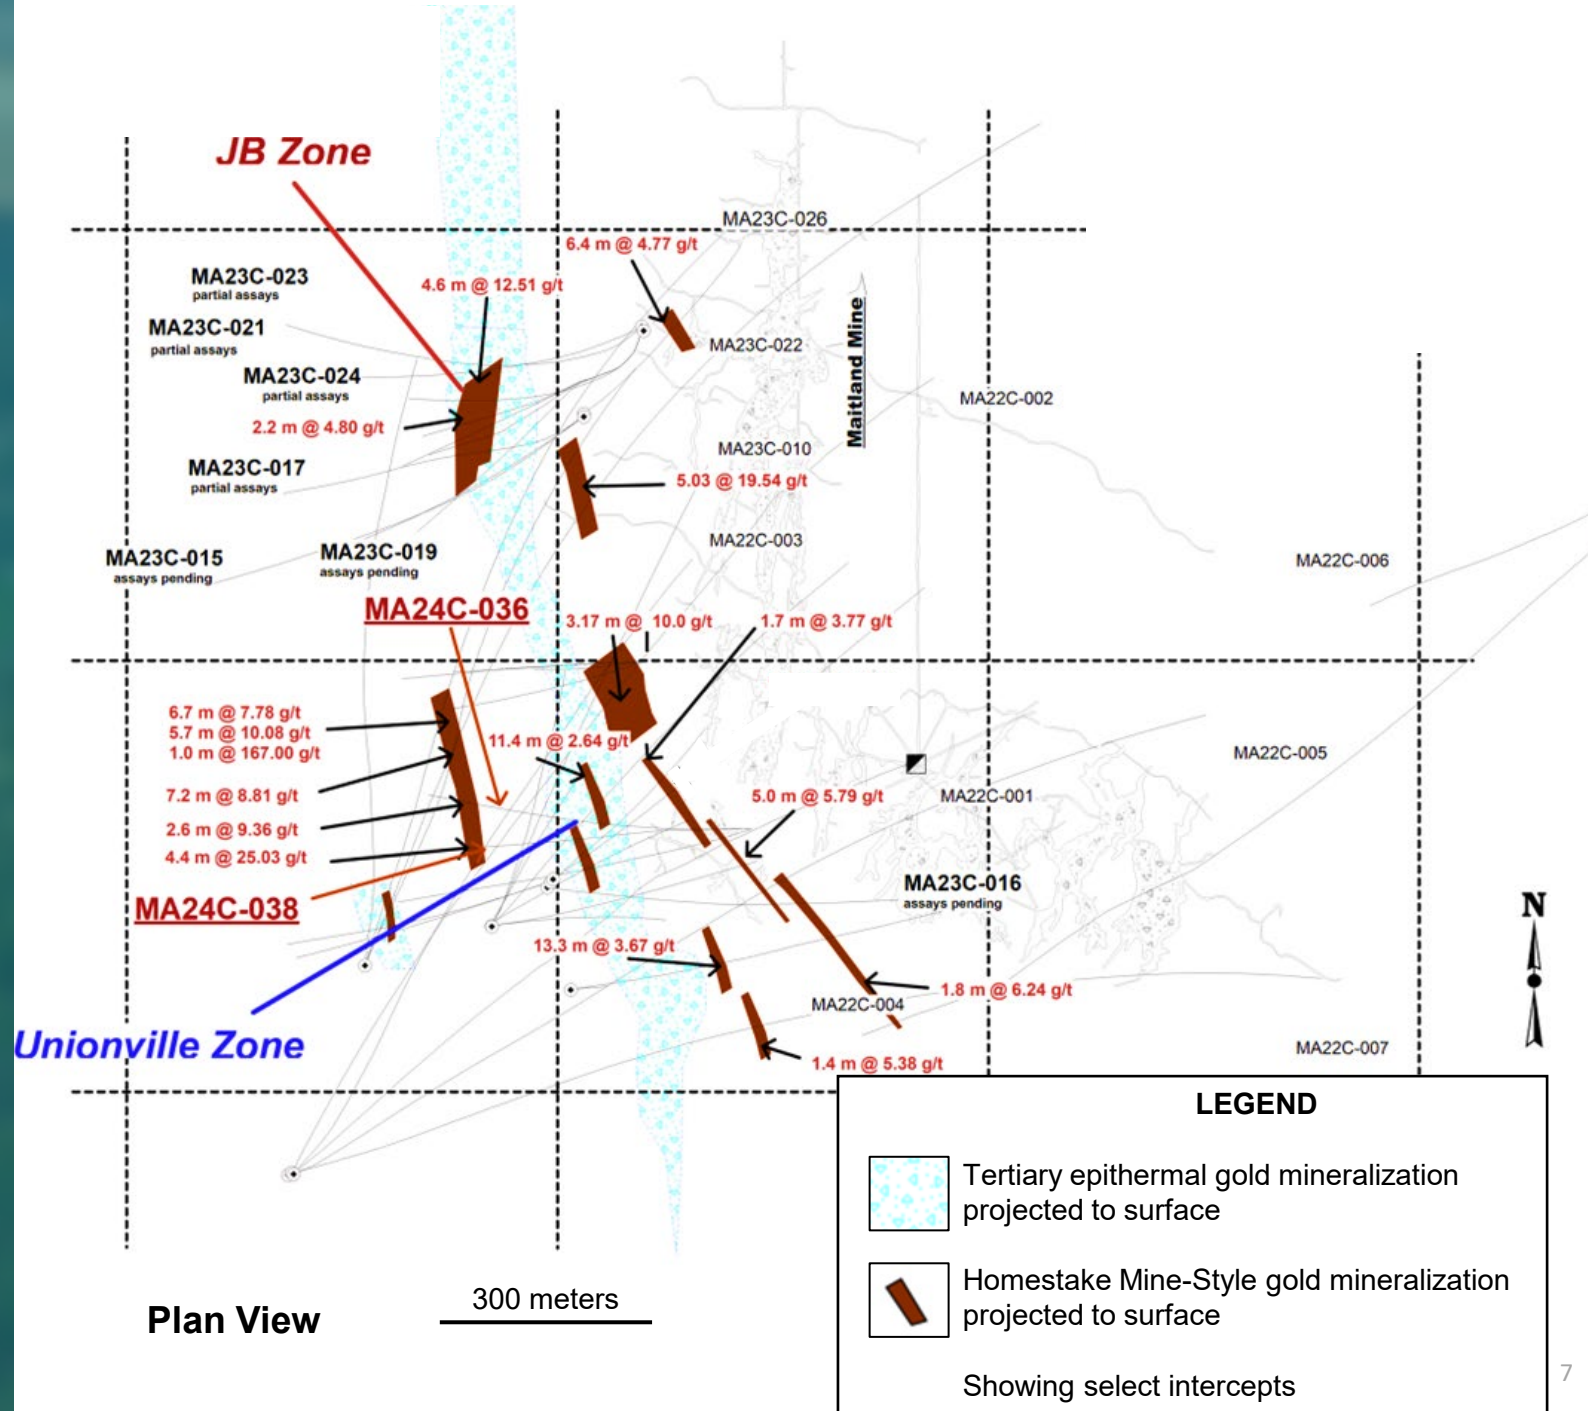 JB Zone
MA23C-026
6.4 m @ 4.77 g/t
MA23C-023
partial assays
4.6 m @ 12.51 g/t
MA23C-021
partial assays
Maitland Mine
MA23C-022
MA23C-024
partial assays
MA22C-002
2.2 m @ 4.80 g/t
MA23C-010
MA23C-017
partial assays
5.03 @ 19.54 g/t
MA22C-003
MA23C-015
assays pending
MA23C-019
assays pending
MA22C-006
MA24C-036
3.17 m @ 10.0 g/t
1.7 m @ 3.77 g/t
6.7 m @ 7.78 g/t
5.7 m @ 10.08 g/t
1.0 m @ 167.00 g/t
11.4 m @ 2.64 g/t
MA22C-005
7.2 m @ 8.81 g/t
5.0 m @ 5.79 g/t
MA22C-001
2.6 m @ 9.36 g/t
4.4 m @ 25.03 g/t
MA23C-016
assays pending
MA24C-038
N
13.3 m @ 3.67 g/t
1.8 m @ 6.24 g/t
MA22C-004
Unionville Zone
MA22C-007
1.4 m @ 5.38 g/t
LEGEND
Tertiary epithermal gold mineralization
projected to surface
Homestake Mine-Style gold mineralization
projected to surface
Showing select intercepts
Plan View
300 meters
7